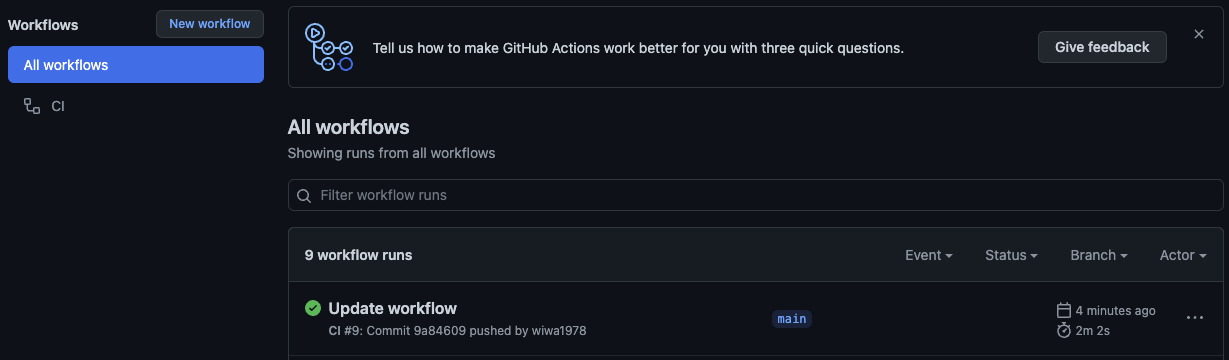 Workflows
New workflow
All workflows
CI
Tell us how to make GitHub Actions work better for you with three quick questions.
Give feedback
All workflows
Showing runs from all workflows
Filter workflow runs
9 workflow runs
Event
Status
Branch
Actor
Update workflow
CI #9: Commit 9a84609 pushed by wiwa1978
main
4 minutes ago
2m 2s